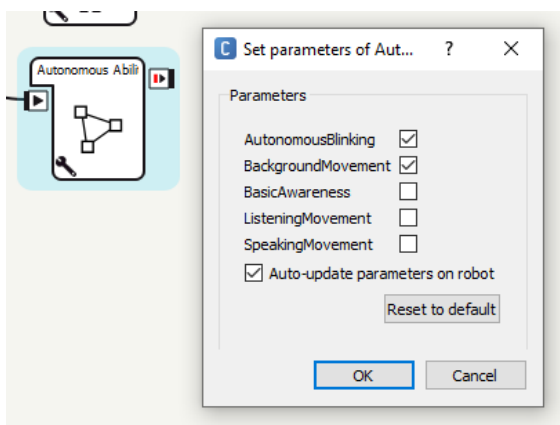 Autonomous Abili
C Set parameters of Aut... ?
Parameters
AutonomousBlinking
BackgroundMovement
BasicAwareness
ListeningMovement
SpeakingMovement
Auto-update parameters on robot
Reset to default
OK Cancel